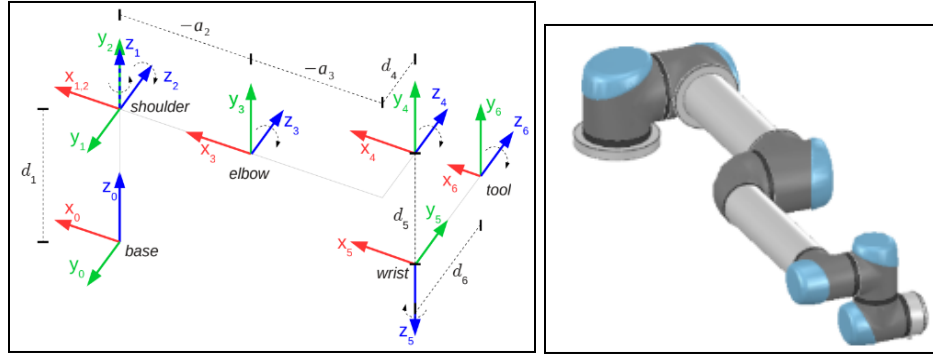 −a₂
−a₃
d₄
y₂
z₁
z₂
x₁,₂
shoulder
y₁
d₁
z₀
x₀
base
y₀
y₃
z₃
x₃
elbow
y₄
z₄
x₄
y₆
z₆
x₆
tool
d₅
y₅
x₅
wrist
d₆
z₅